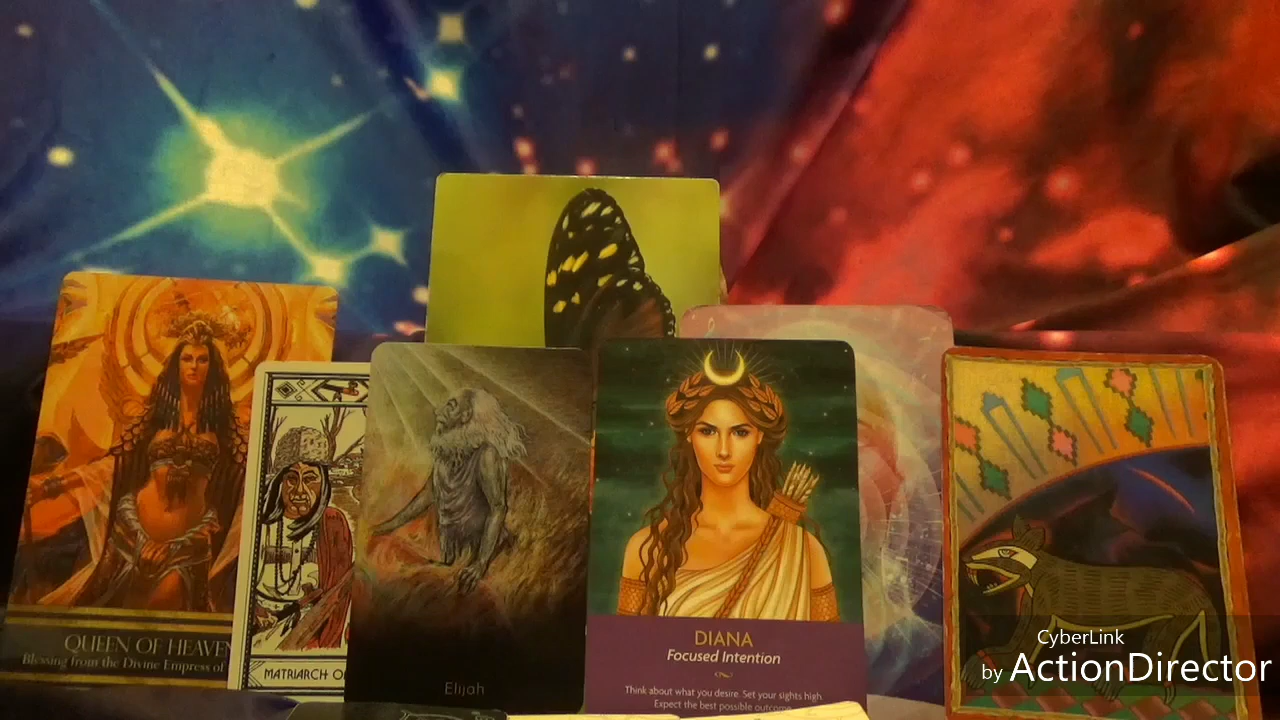 QUEEN OF HEAVEN
Blessing from the Divine Empress of
MATRIARCH O
Elijah
DIANA
Focused Intention
Think about what you desire. Set your sights high.
Expect the best possible outcome.
CyberLink
by ActionDirector